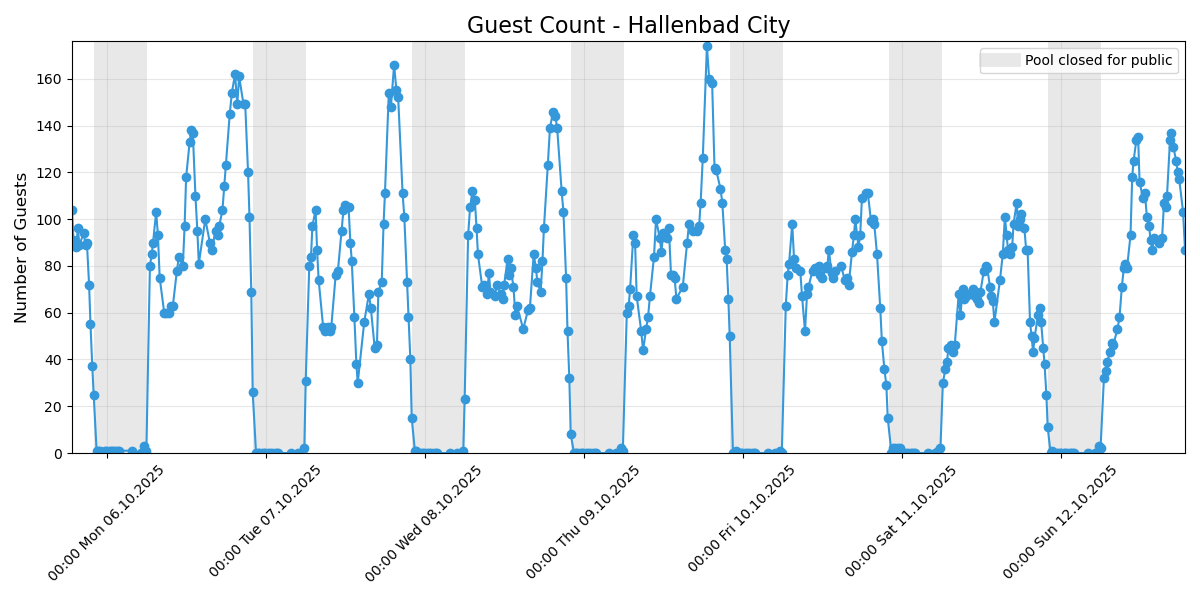 Guest Count - Hallenbad City
Pool closed for public
Number of Guests
160
140
120
100
80
60
40
20
0
00:00 Mon 06.10.2025
00:00 Tue 07.10.2025
00:00 Wed 08.10.2025
00:00 Thu 09.10.2025
00:00 Fri 10.10.2025
00:00 Sat 11.10.2025
00:00 Sun 12.10.2025